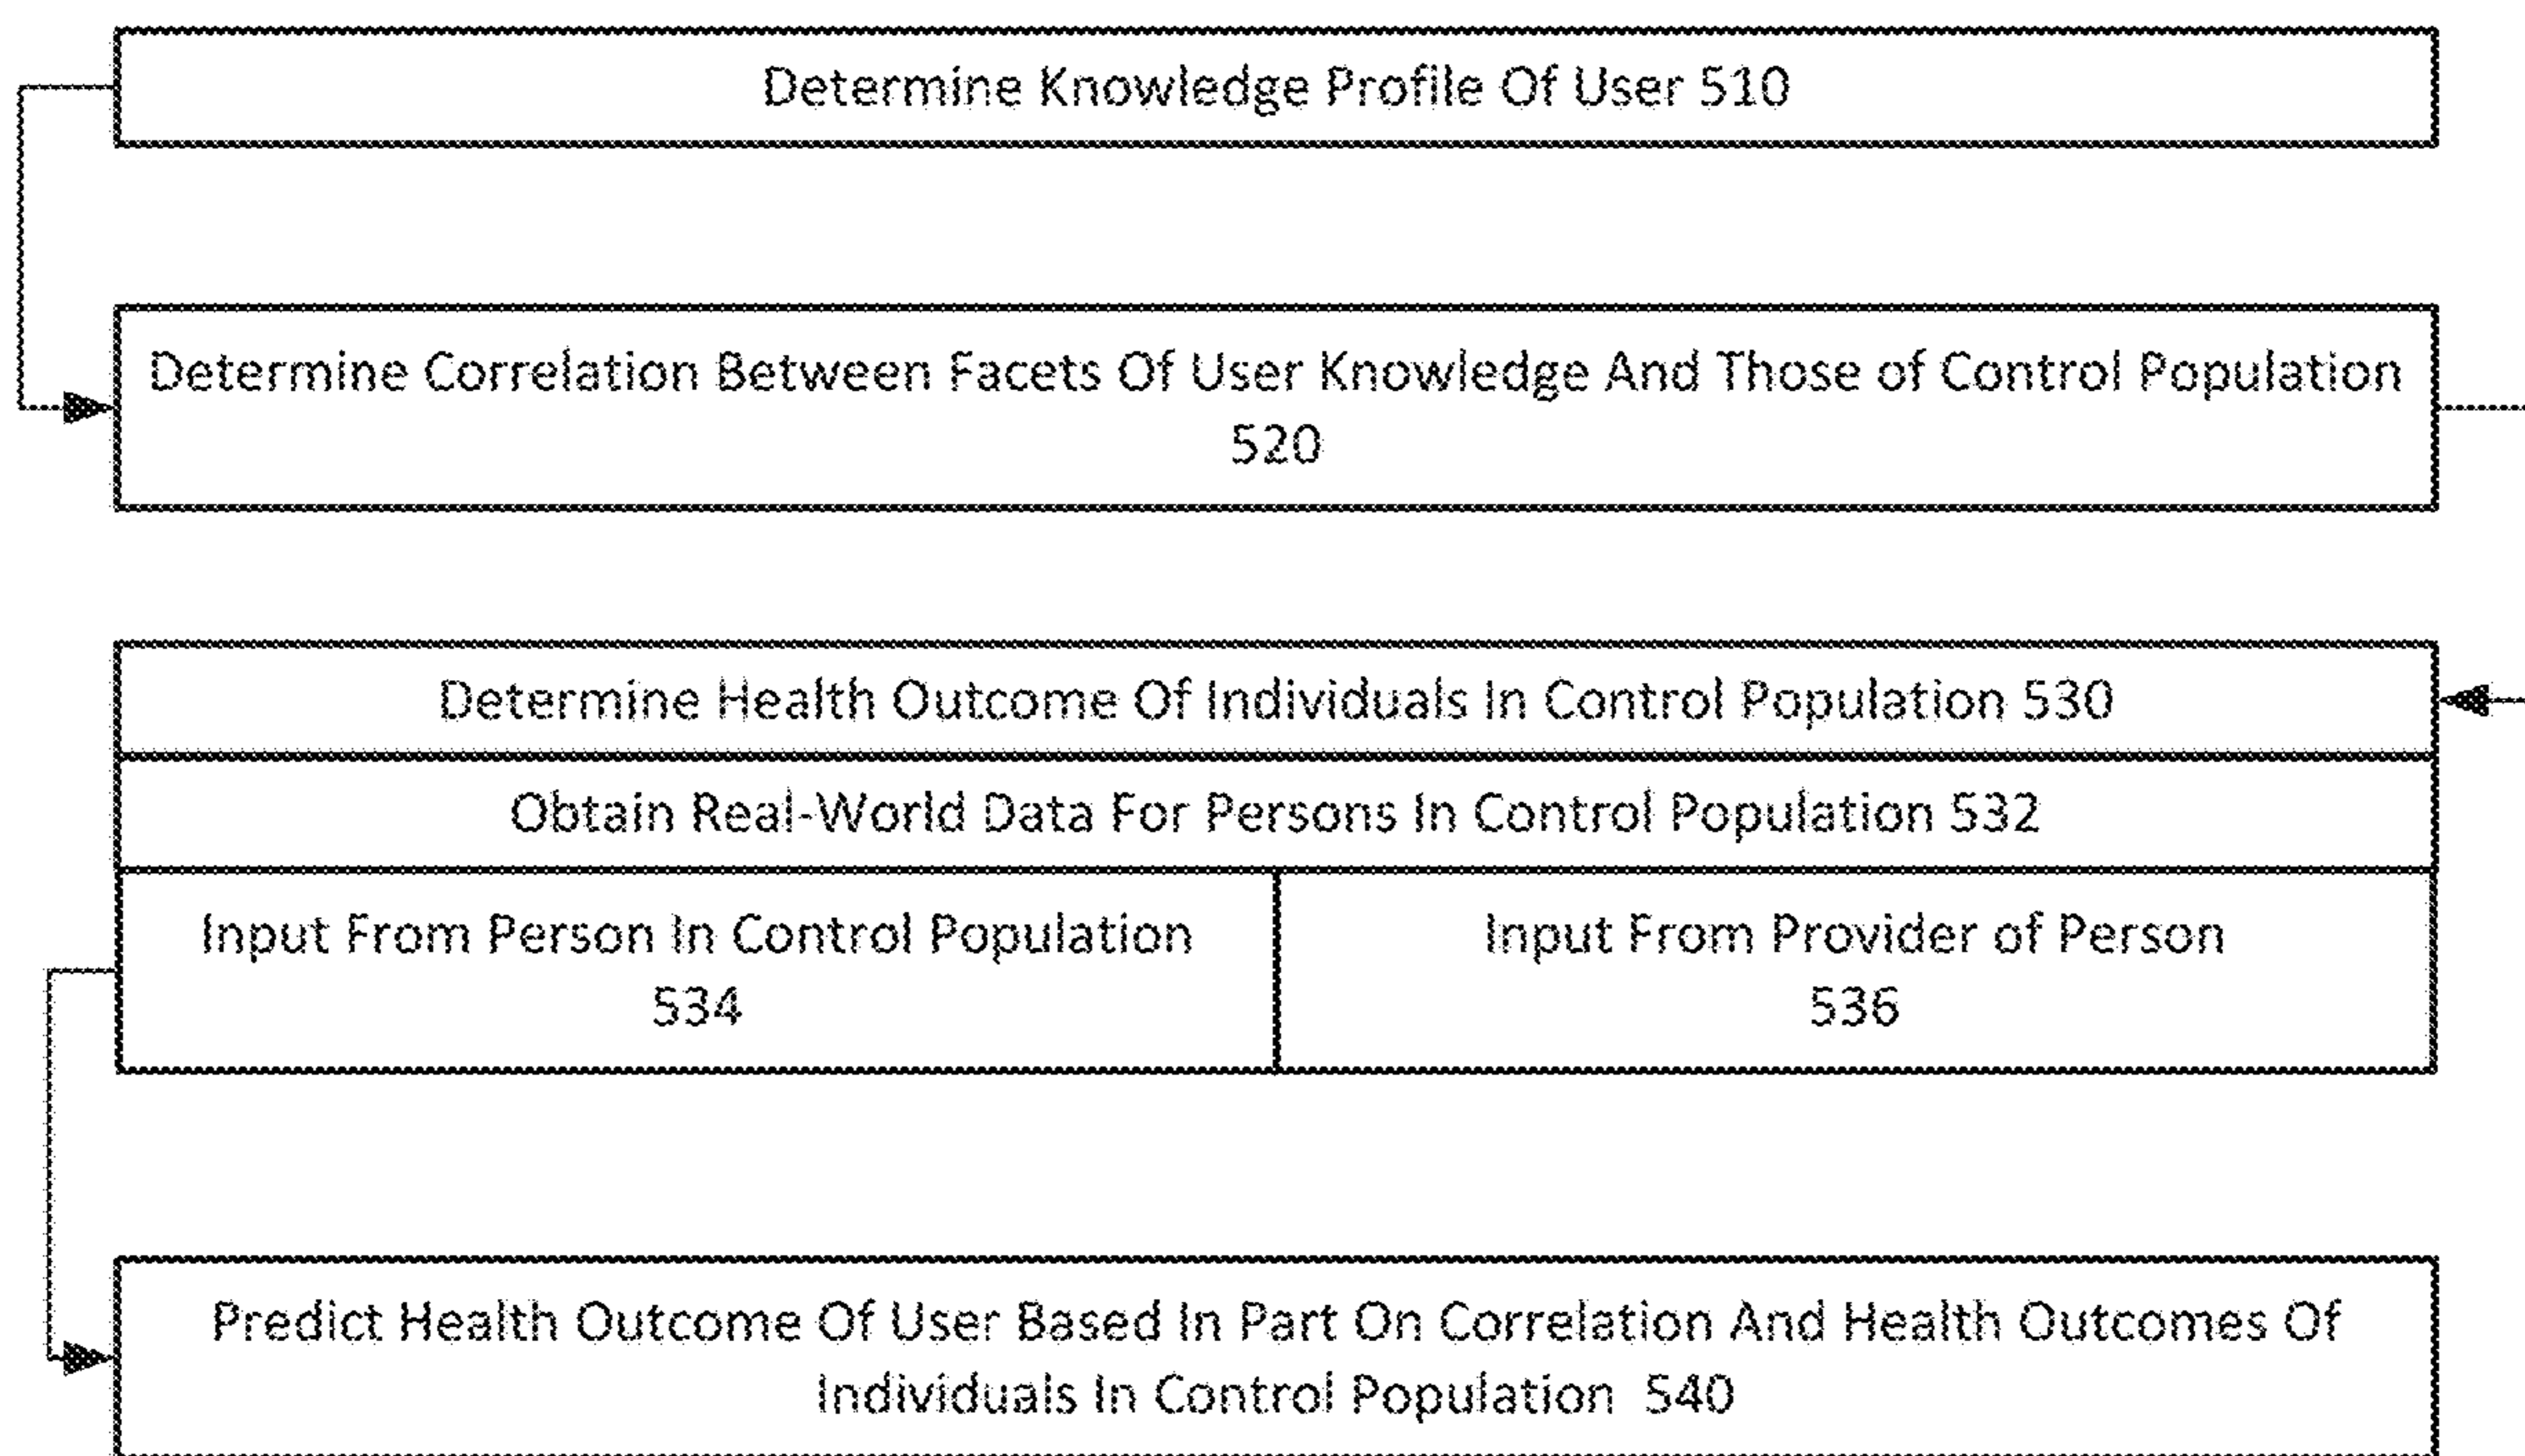 Determine Knowledge Profile Of User 510
Determine Correlation Between Facets Of User Knowledge And Those of Control Population
520
Determine Health Outcome Of Individuals In Control Population 530
Obtain Real-World Data For Persons In Control Population 532
Input From Person In Control Population
534
Input From Provider of Person
536
Predict Health Outcome Of User Based In Part On Correlation And Health Outcomes Of
Individuals In Control Population 540